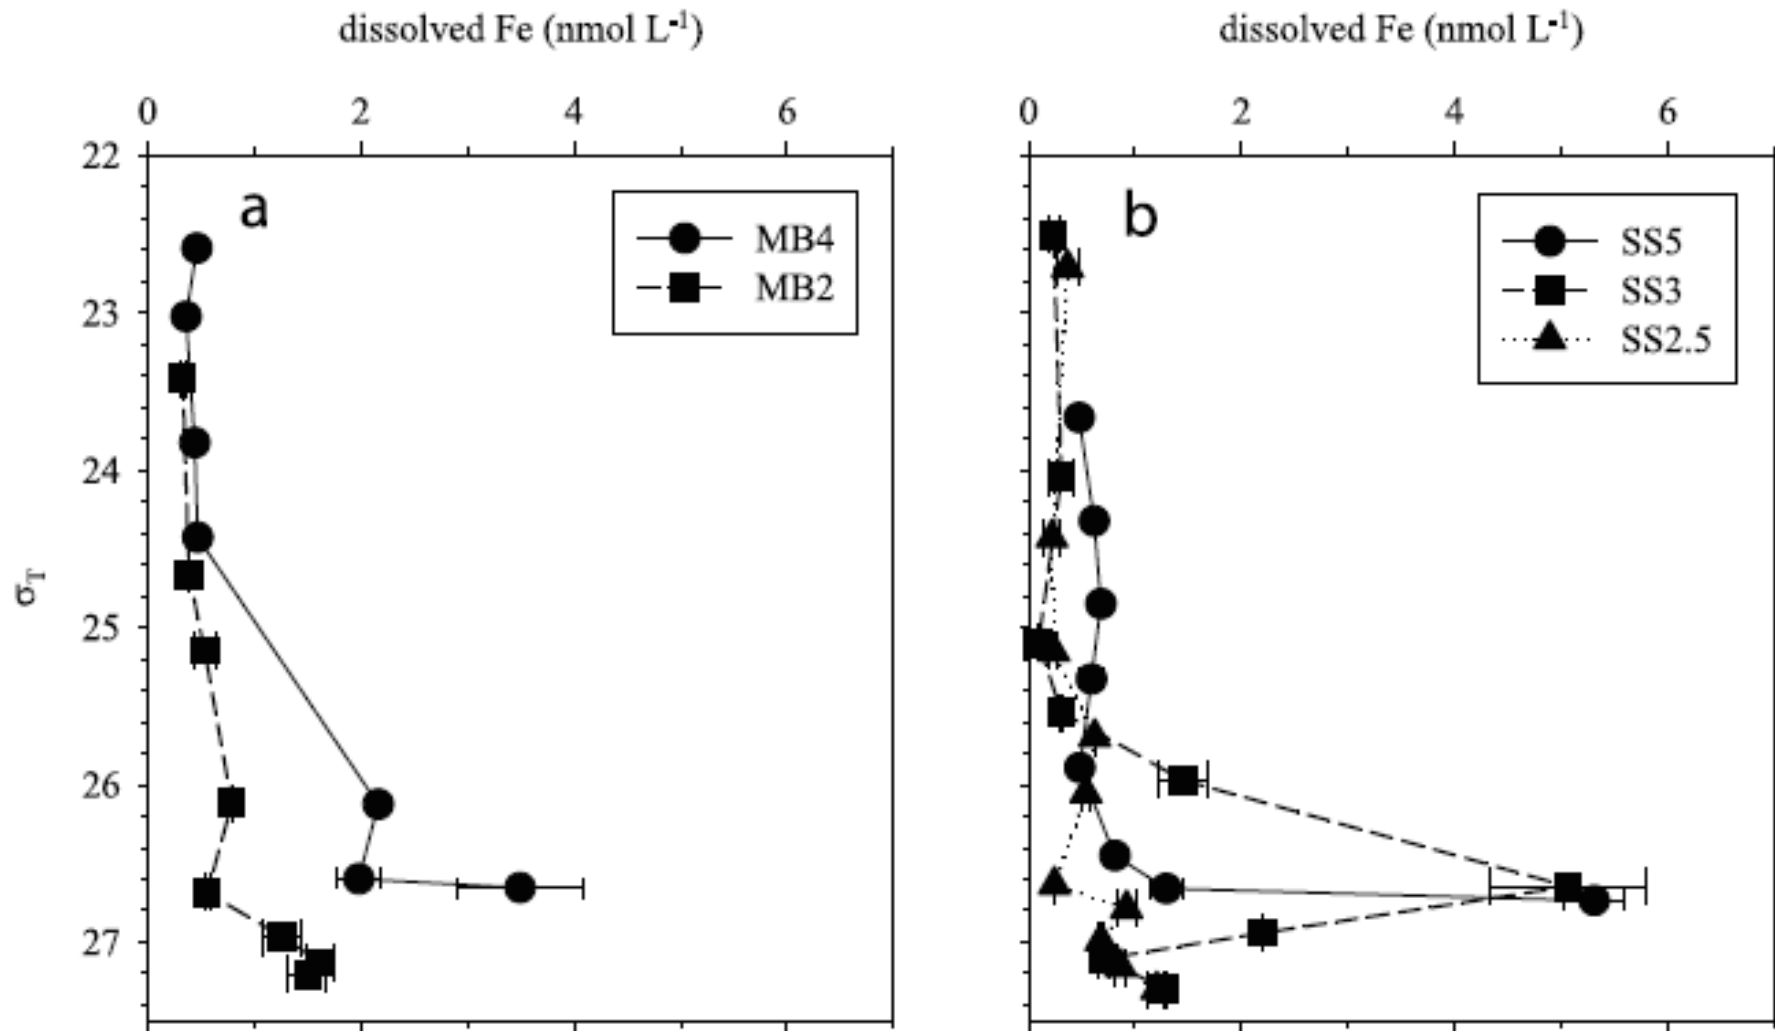 dissolved Fe (nmol L⁻¹)
0 2 4 6
22
23
24
25
26
27
σT
a
MB4
MB2
dissolved Fe (nmol L⁻¹)
0 2 4 6
b
SS5
SS3
SS2.5